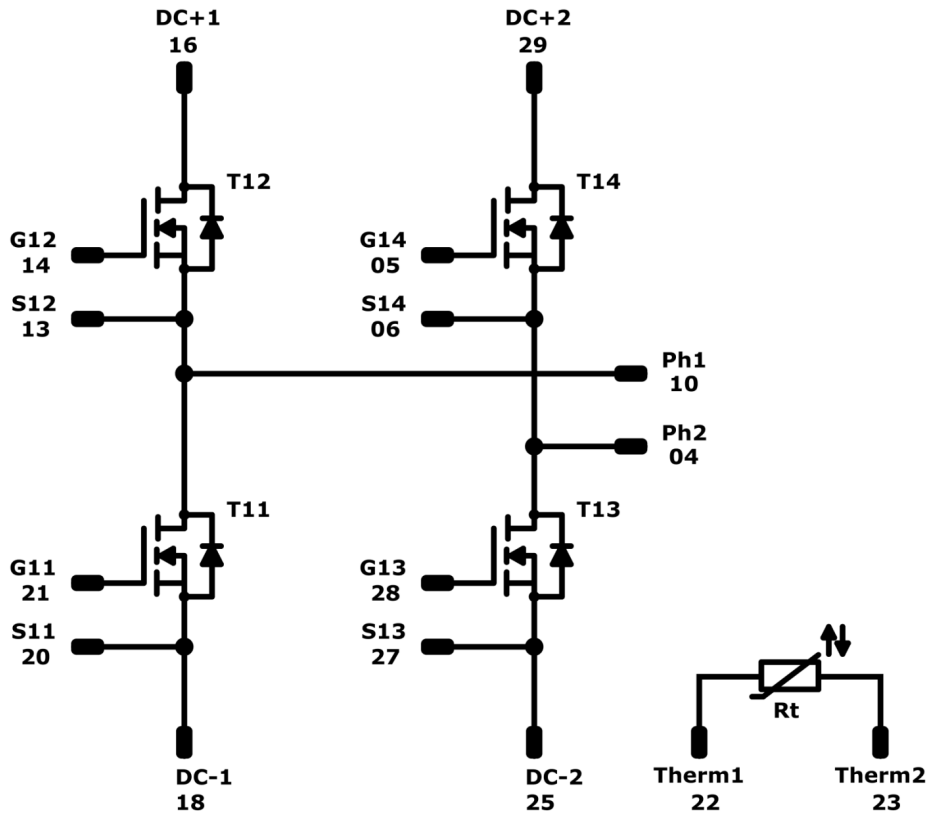 DC+1
16
DC+2
29
T12
T14
G12
14
G14
05
S12
13
S14
06
Ph1
10
Ph2
04
T11
T13
G11
21
G13
28
S11
20
S13
27
Rt
DC-1
18
DC-2
25
Therm1
22
Therm2
23